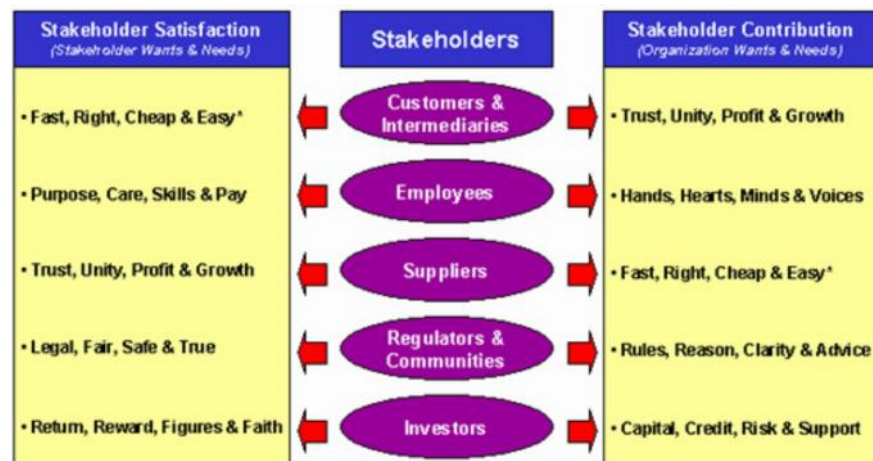 Stakeholder Satisfaction
(Stakeholder Wants & Needs)
Stakeholders
Stakeholder Contribution
(Organization Wants & Needs)
• Fast, Right, Cheap & Easy*
Customers &
Intermediaries
• Trust, Unity, Profit & Growth
• Purpose, Care, Skills & Pay
Employees
• Hands, Hearts, Minds & Voices
• Trust, Unity, Profit & Growth
Suppliers
• Fast, Right, Cheap & Easy*
• Legal, Fair, Safe & True
Regulators &
Communities
• Rules, Reason, Clarity & Advice
• Return, Reward, Figures & Faith
Investors
• Capital, Credit, Risk & Support